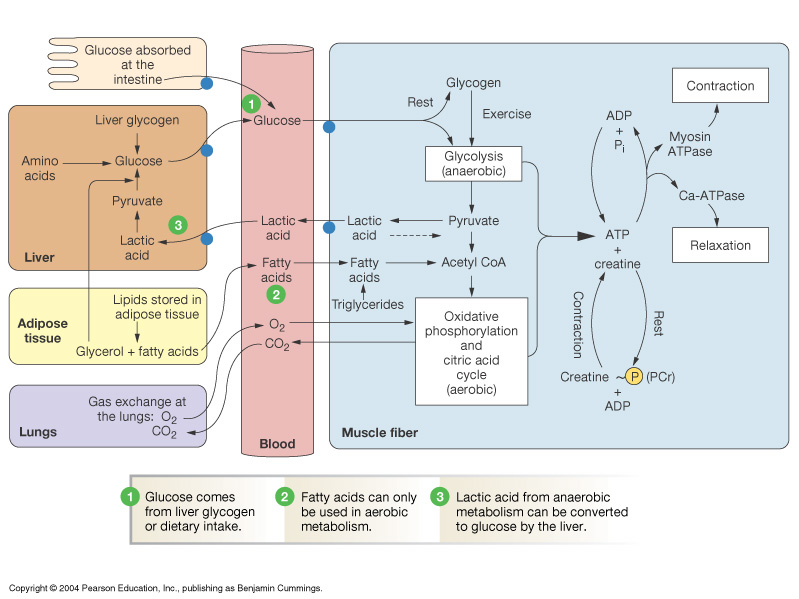 Glucose absorbed
at the
intestine
Liver glycogen
Amino
acids
Glucose
Pyruvate
3
Lactic
acid
Liver
Lipids stored in
adipose tissue
Adipose
tissue
Glycerol + fatty acids
Gas exchange at
the lungs: O₂
CO₂
Lungs
1
Glucose
Lactic
acid
Fatty
acids
2
O₂
CO₂
Blood
Glycogen
Rest
Exercise
Glycolysis
(anaerobic)
Lactic
acid
Pyruvate
Fatty
acids
Acetyl CoA
Triglycerides
Oxidative
phosphorylation
and
citric acid
cycle
(aerobic)
Muscle fiber
ADP
+
Pi
Myosin
ATPase
Contraction
Ca-ATPase
Relaxation
ATP
+
creatine
Contraction
Rest
Creatine ~ P (PCr)
+
ADP
1 Glucose comes
from liver glycogen
or dietary intake.
2 Fatty acids can only
be used in aerobic
metabolism.
3 Lactic acid from anaerobic
metabolism can be converted
to glucose by the liver.
Copyright © 2004 Pearson Education, Inc., publishing as Benjamin Cummings.